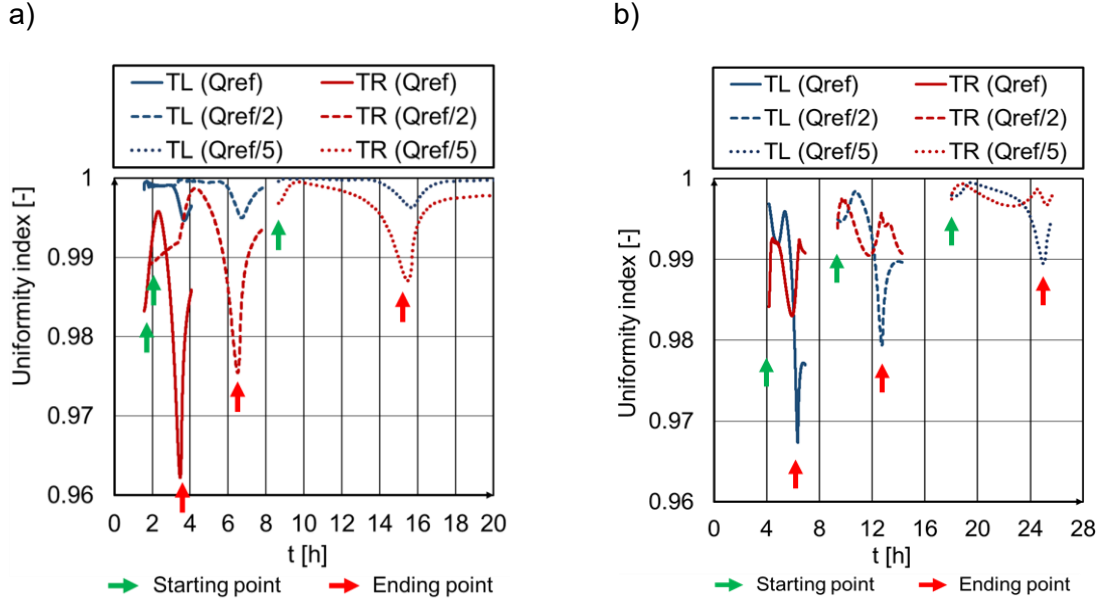 a)
TL (Qref) TR (Qref)
TL (Qref/2) TR (Qref/2)
TL (Qref/5) TR (Qref/5)
Uniformity index [-]
1
0.99
0.98
0.97
0.96
0 2 4 6 8 10 12 14 16 18 20
t [h]
Starting point Ending point
b)
TL (Qref) TR (Qref)
TL (Qref/2) TR (Qref/2)
TL (Qref/5) TR (Qref/5)
Uniformity index [-]
1
0.99
0.98
0.97
0.96
0 4 8 12 16 20 24 28
t [h]
Starting point Ending point